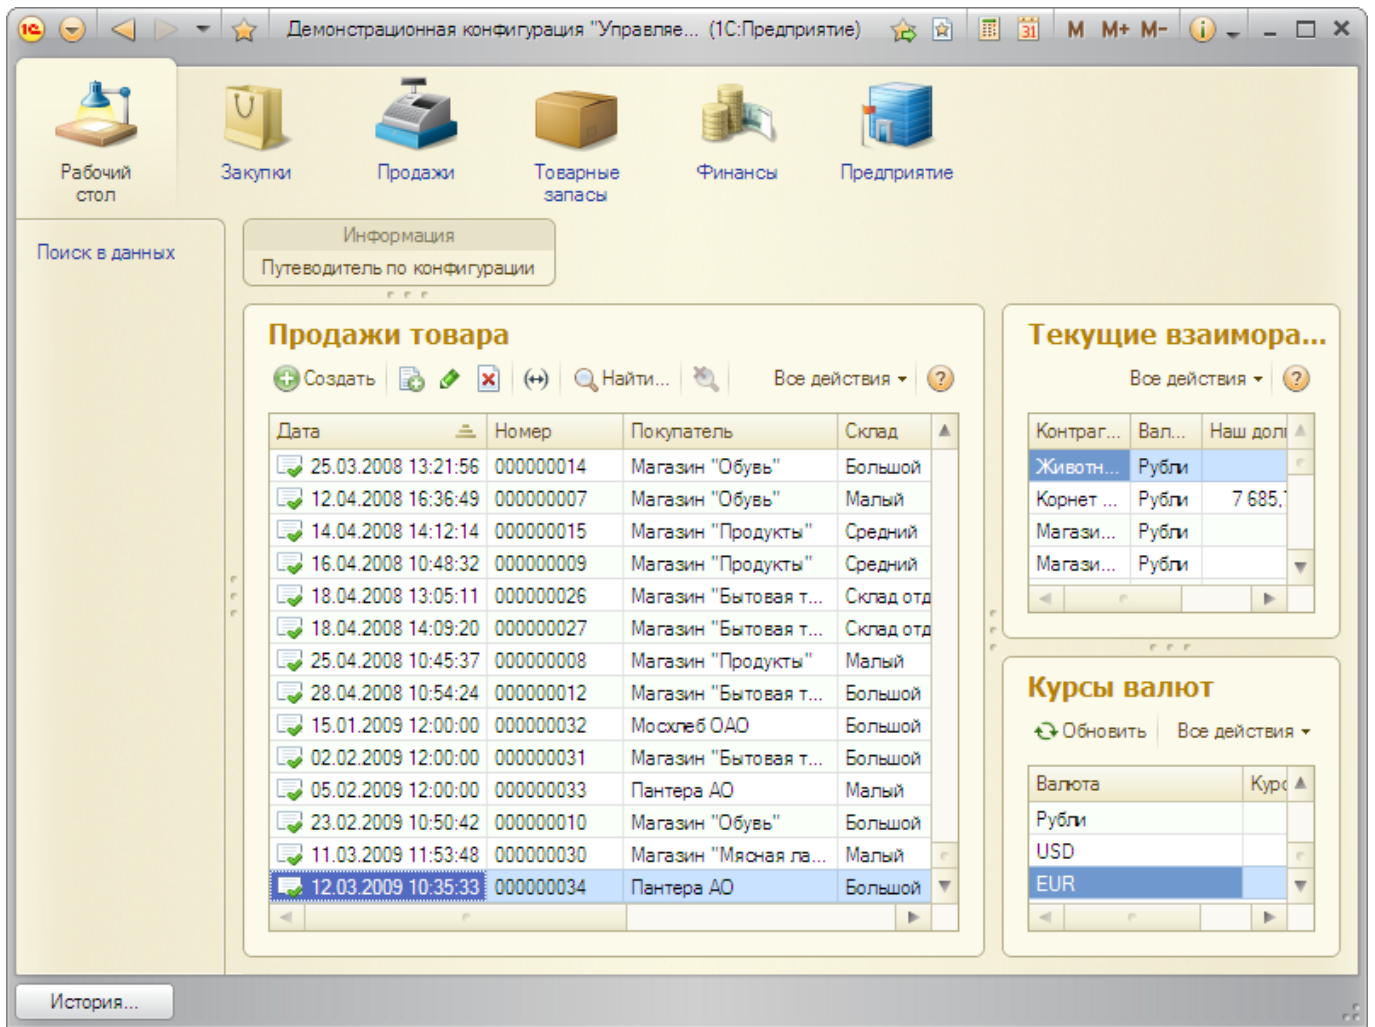 1С Демонстрационная конфигурация "Управляе... (1С:Предприятие) 31 M M+ M-
Рабочий стол
Закупки
Продажи
Товарные запасы
Финансы
Предприятие
Поиск в данных
Информация
Путеводитель по конфигурации
Продажи товара
Создать Найти... Все действия ?
Дата Номер Покупатель Склад
25.03.2008 13:21:56 000000014 Магазин "Обувь" Большой
12.04.2008 16:36:49 000000007 Магазин "Обувь" Малый
14.04.2008 14:12:14 000000015 Магазин "Продукты" Средний
16.04.2008 10:48:32 000000009 Магазин "Продукты" Средний
18.04.2008 13:05:11 000000026 Магазин "Бытовая т... Склад отд
18.04.2008 14:09:20 000000027 Магазин "Бытовая т... Склад отд
25.04.2008 10:45:37 000000008 Магазин "Продукты" Малый
28.04.2008 10:54:24 000000012 Магазин "Бытовая т... Большой
15.01.2009 12:00:00 000000032 Мосхлеб ОАО Большой
02.02.2009 12:00:00 000000031 Магазин "Бытовая т... Большой
05.02.2009 12:00:00 000000033 Пантера АО Малый
23.02.2009 10:50:42 000000010 Магазин "Обувь" Большой
11.03.2009 11:53:48 000000030 Магазин "Мясная ла... Малый
12.03.2009 10:35:33 000000034 Пантера АО Большой
Текущие взаимора...
Все действия ?
Контраг... Вал... Наш долг
Животн... Рубли
Корнет ... Рубли 7 685,7
Магази... Рубли
Магази... Рубли
Курсы валют
Обновить Все действия
Валюта Курс
Рубли
USD
EUR
История...